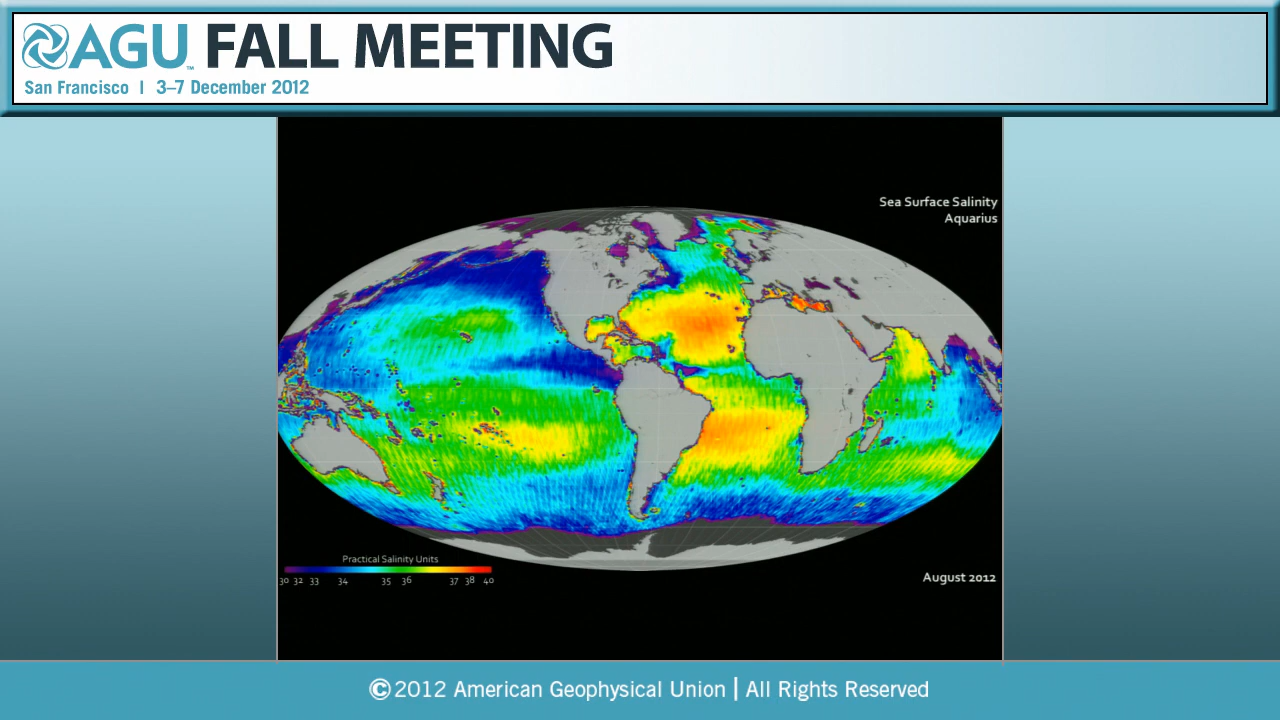 AGU FALL MEETING
San Francisco | 3–7 December 2012
Sea Surface Salinity
Aquarius
Practical Salinity Units
30 32 33 34 35 36 37 38 40
August 2012
©2012 American Geophysical Union | All Rights Reserved